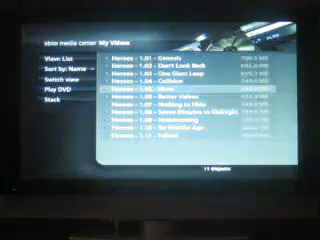 xbox media center My Videos
View: List
Sort by: Name
Switch view
Play DVD
Stack
Heroes - 1.01 - Genesis
Heroes - 1.02 - Don't Look Back
Heroes - 1.03 - One Giant Leap
Heroes - 1.04 - Collision
Heroes - 1.05 - Hiros
Heroes - 1.06 - Better Halves
Heroes - 1.07 - Nothing to Hide
Heroes - 1.08 - Seven Minutes to Midnight
Heroes - 1.09 - Homecoming
Heroes - 1.10 - Six Months Ago
Heroes - 1.11 - Fallout
11 Objects